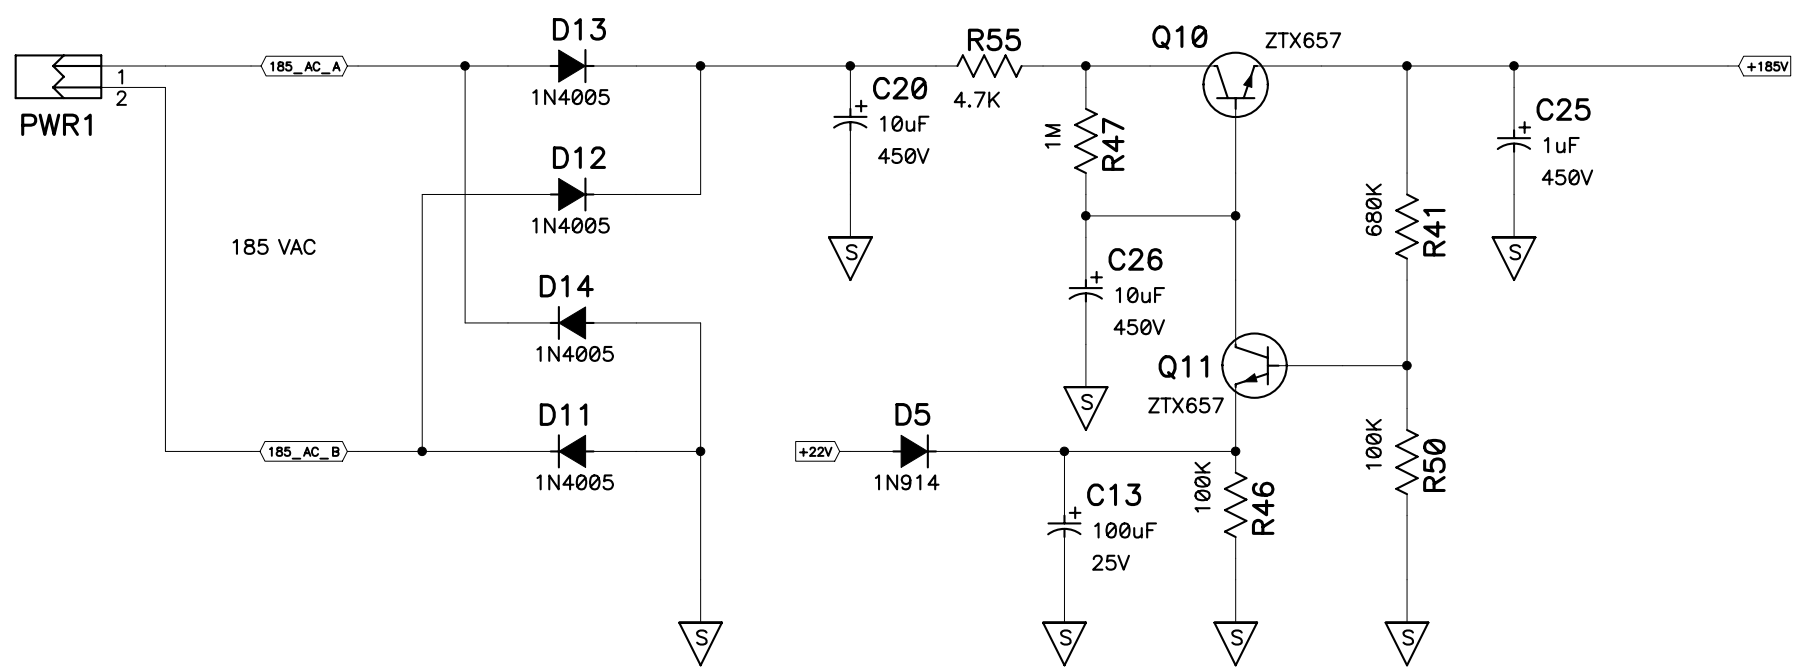 PWR1
1
2
185_AC_A
185_AC_B
185 VAC
D13
1N4005
D12
1N4005
D14
1N4005
D11
1N4005
S
C20
+
10uF
450V
S
R55
4.7K
1M
R47
C26
+
10uF
450V
S
Q10
ZTX657
Q11
ZTX657
+22V
D5
1N914
C13
+
100uF
25V
S
100K
R46
S
680K
R41
100K
R50
S
C25
+
1uF
450V
S
+185V